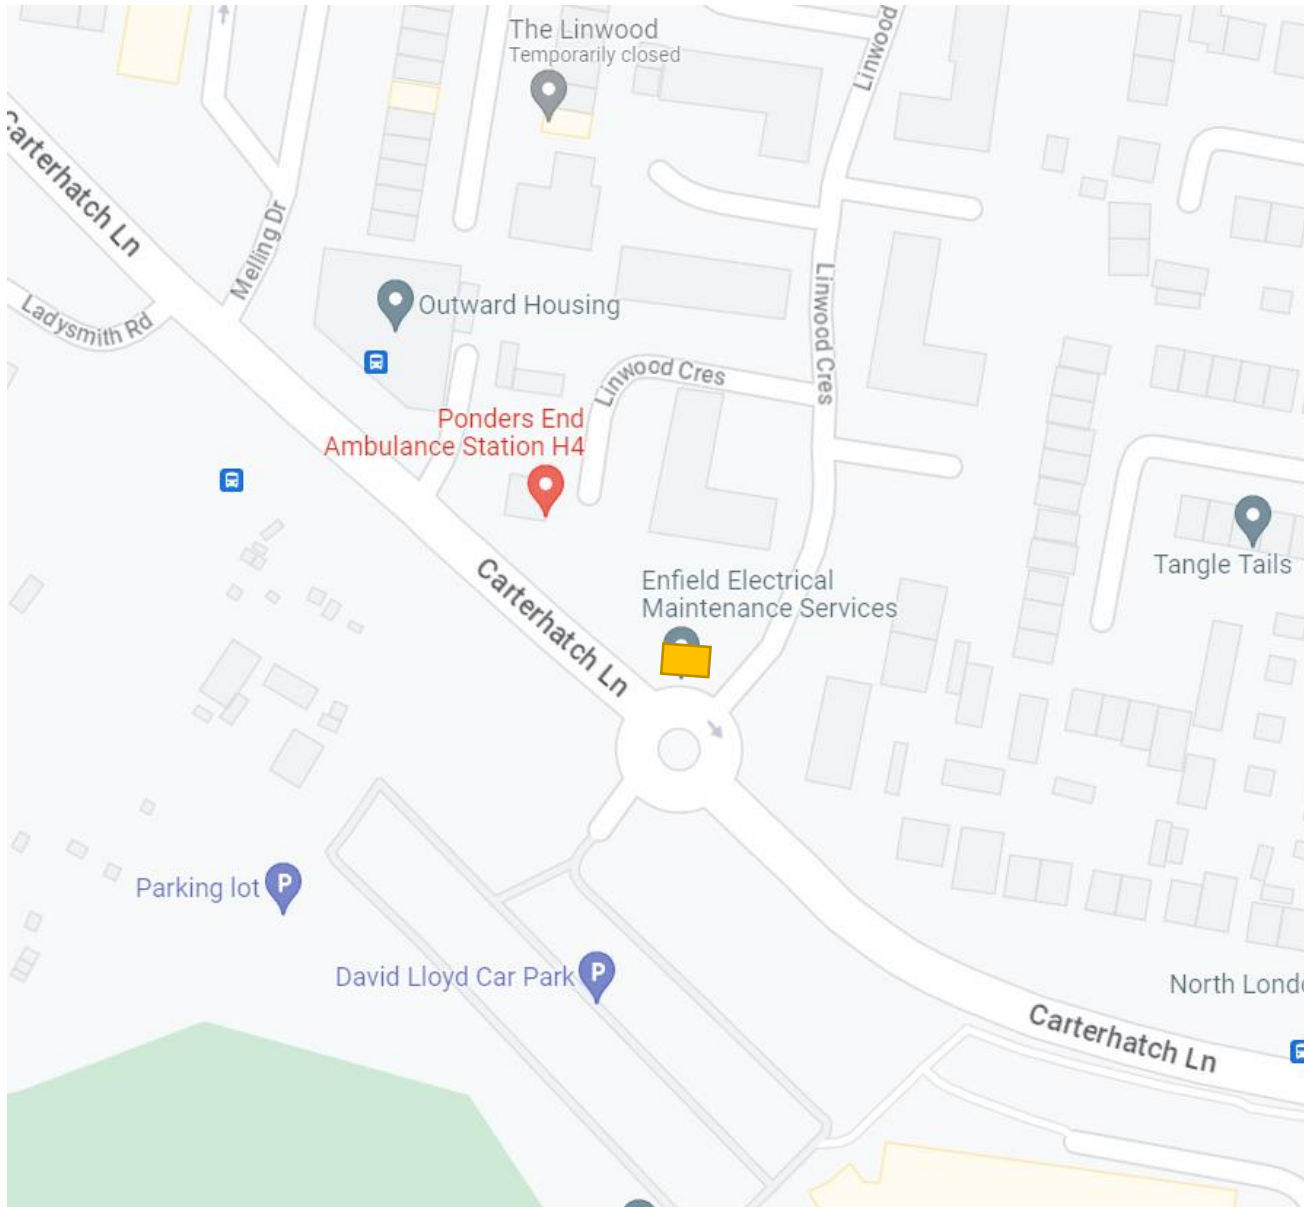 The Linwood
Temporarily closed
Linwood
Carterhatch Ln
Melling Dr
Ladysmith Rd
Outward Housing
Linwood Cres
Linwood Cres
Ponders End
Ambulance Station H4
Carterhatch Ln
Enfield Electrical
Maintenance Services
Tangle Tails
P
Parking lot
P
David Lloyd Car Park
North Lond
Carterhatch Ln